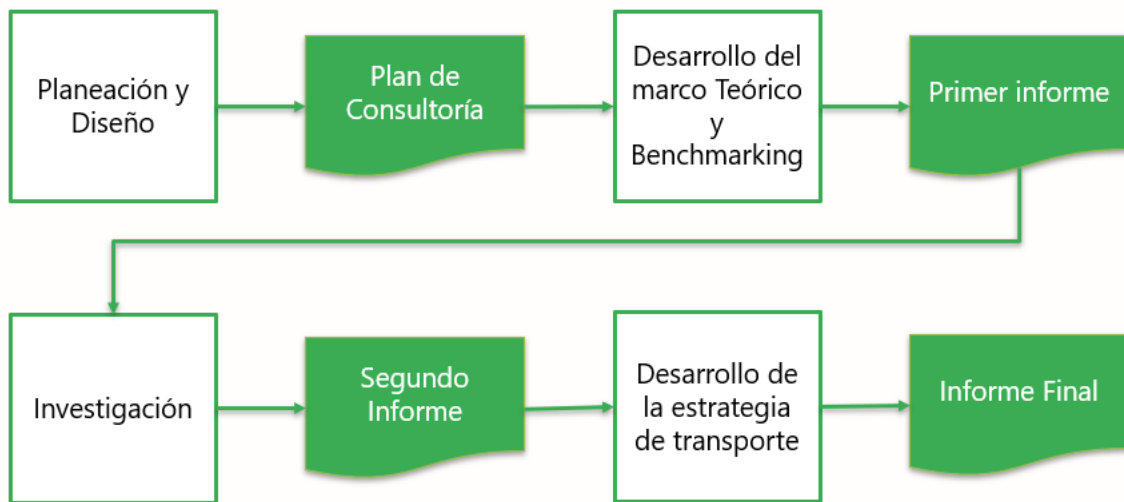 Planeación y
Diseño
Plan de
Consultoría
Desarrollo del
marco Teórico
y
Benchmarking
Primer informe
Investigación
Segundo
Informe
Desarrollo de
la estrategia
de transporte
Informe Final